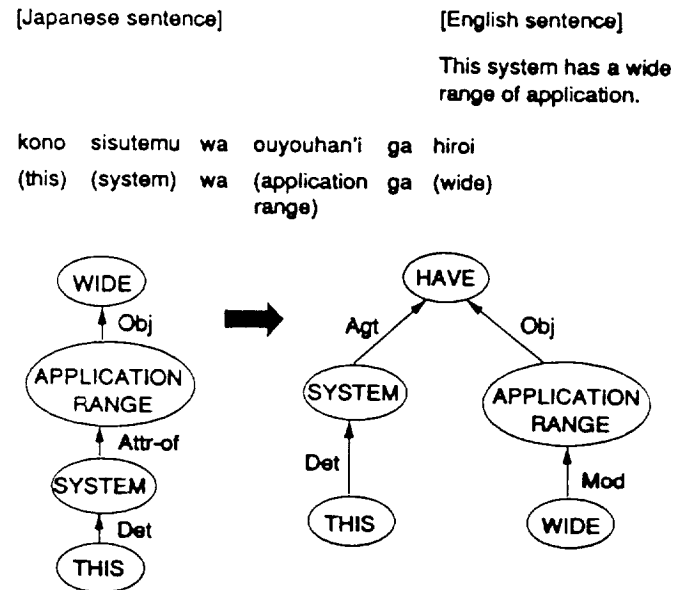 [Japanese sentence]
[English sentence]
This system has a wide
range of application.
kono sisutemu wa ouyouhan'i ga hiroi
(this) (system) wa (application ga (wide)
range)
WIDE
Obj
APPLICATION
RANGE
Attr-of
SYSTEM
Det
THIS
HAVE
Agt
Obj
SYSTEM
APPLICATION
RANGE
Det
Mod
THIS
WIDE